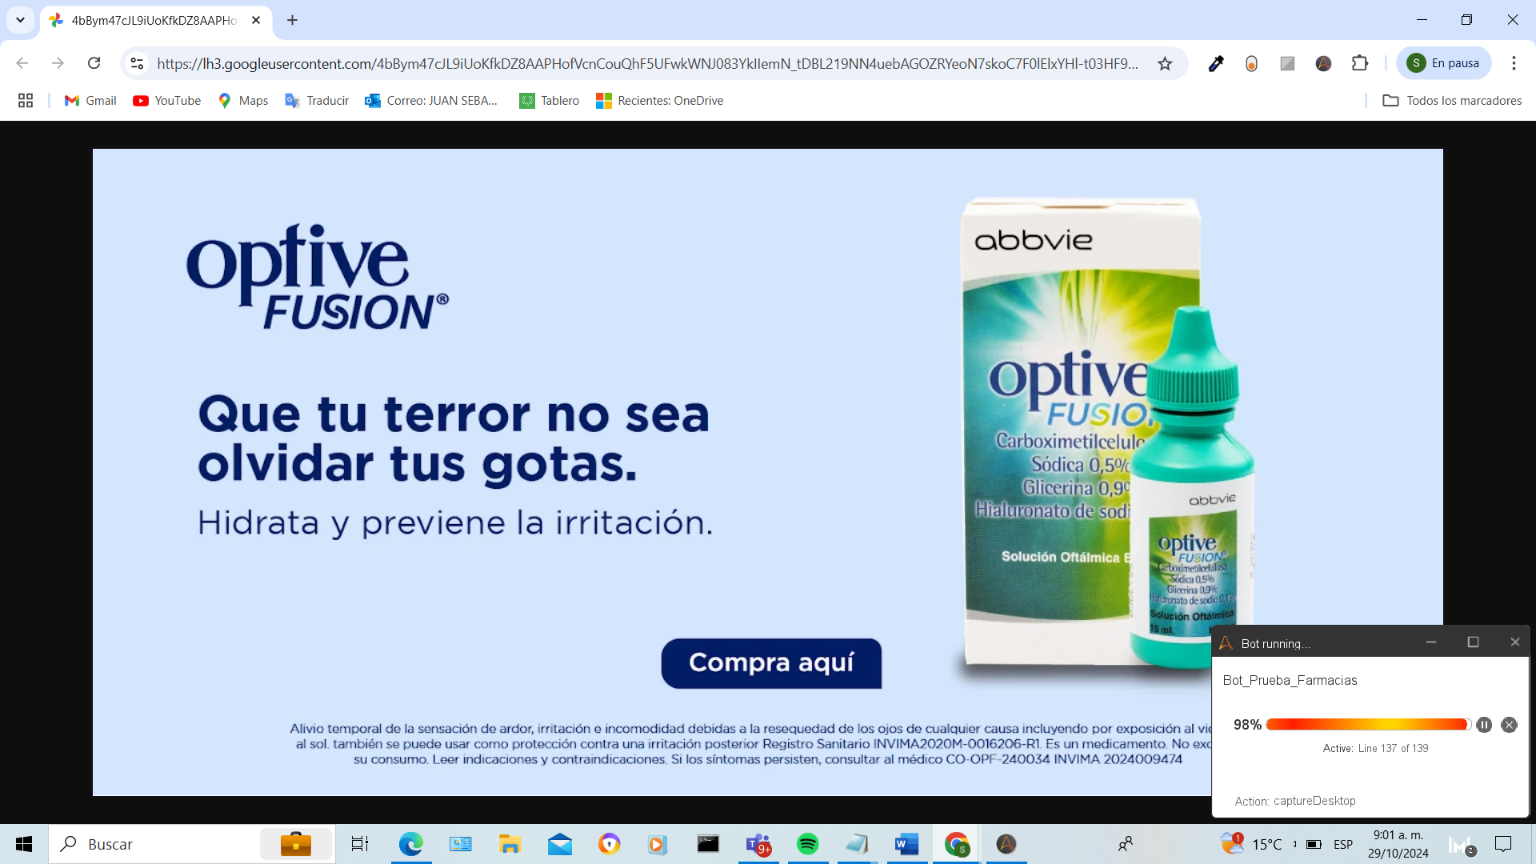 4bBym47cJL9iUoKfkDZ8AAPHo
https://lh3.googleusercontent.com/4bBym47cJL9iUoKfkDZ8AAPHofVcnCouQhF5UFwkWNJ083YkIIemN_tDBL219NN4uebAGOZRYeoN7skoC7F0lElxYHl-t03HF9...
S En pausa
Gmail YouTube Maps Traducir Correo: JUAN SEBA... Tablero Recientes: OneDrive Todos los marcadores
optive
FUSION®
Que tu terror no sea
olvidar tus gotas.
Hidrata y previene la irritación.
Compra aquí
Alivio temporal de la sensación de ardor, irritación e incomodidad debidas a la resequedad de los ojos de cualquier causa incluyendo por exposición al vi
al sol. también se puede usar como protección contra una irritación posterior Registro Sanitario INVIMA2020M-0016206-R1. Es un medicamento. No exc
su consumo. Leer indicaciones y contraindicaciones. Si los síntomas persisten, consultar al médico CO-OPF-240034 INVIMA 2024009474
abbvie
optive
FUSIO
Carboximetilcelulo
Sódica 0,5%
Glicerina 0,9%
Hialuronato de sodi
Solución Oftálmica E
abbvie
optive
FUSION®
Carboximetilcelulosa
Sódica 0,5%
Glicerina 0,9%
Hialuronato de sodio
Solución Oftálmica
15 mL
Bot running...
Bot_Prueba_Farmacias
98%
Active: Line 137 of 139
Action: captureDesktop
Buscar
9+
1
15°C
ESP
9:01 a. m.
29/10/2024
2